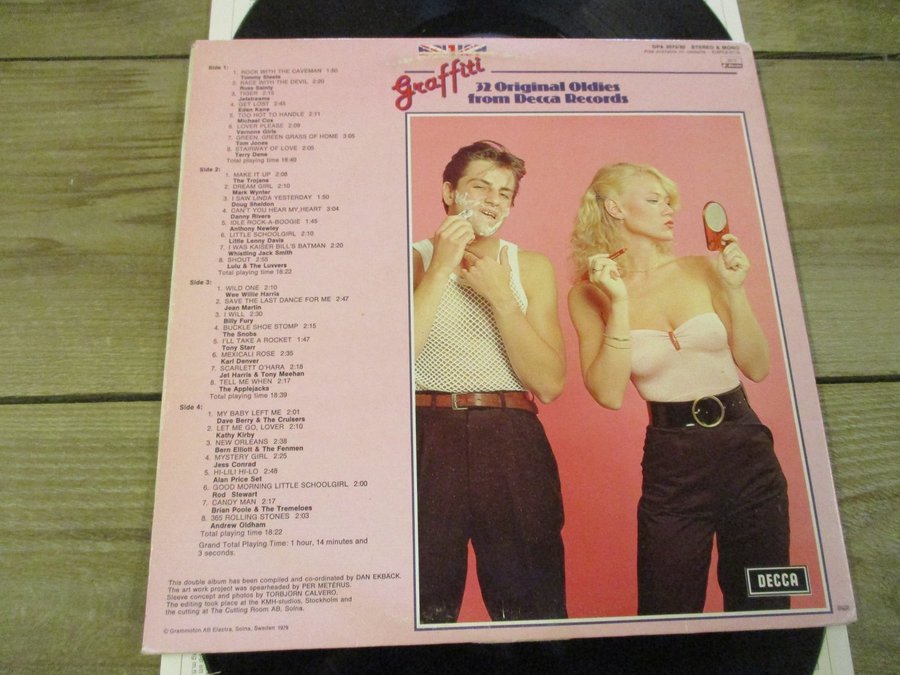 DPA 3079/80 STEREO & MONO
Graffiti
32 Original Oldies
from Decca Records
Side 1:
1. ROCK WITH THE CAVEMAN 1:50
Tommy Steele
2. RACE WITH THE DEVIL 2:20
Russ Sainty
3. TIGER 2:15
Jetstreams
4. GET LOST 2:45
Eden Kane
5. TOO HOT TO HANDLE 2:11
Michael Cox
6. LOVER PLEASE 2:09
Vernons Girls
7. GREEN, GREEN GRASS OF HOME 3:05
Tom Jones
8. STAIRWAY OF LOVE 2:05
Terry Dene
Total playing time 18:40
Side 2:
1. MAKE IT UP 2:08
The Trojans
2. DREAM GIRL 2:10
Mark Wynter
3. I SAW LINDA YESTERDAY 1:50
Doug Sheldon
4. CAN'T YOU HEAR MY HEART 3:04
Danny Rivers
5. IDLE ROCK-A-BOOGIE 1:45
Anthony Newley
6. LITTLE SCHOOLGIRL 2:10
Little Lenny Davis
7. I WAS KAISER BILL'S BATMAN 2:20
Whistling Jack Smith
8. SHOUT 2:55
Lulu & The Luvvers
Total playing time 18:22
Side 3:
1. WILD ONE 2:10
Wee Willie Harris
2. SAVE THE LAST DANCE FOR ME 2:47
Jean Martin
3. I WILL 2:30
Billy Fury
4. BUCKLE SHOE STOMP 2:15
The Snobs
5. I'LL TAKE A ROCKET 1:47
Tony Starr
6. MEXICALI ROSE 2:35
Karl Denver
7. SCARLETT O'HARA 2:18
Jet Harris & Tony Meehan
8. TELL ME WHEN 2:17
The Applejacks
Total playing time 18:39
Side 4:
1. MY BABY LEFT ME 2:01
Dave Berry & The Cruisers
2. LET ME GO, LOVER 2:10
Kathy Kirby
3. NEW ORLEANS 2:38
Bern Elliott & The Fenmen
4. MYSTERY GIRL 2:25
Jess Conrad
5. HI-LILI HI-LO 2:48
Alan Price Set
6. GOOD MORNING LITTLE SCHOOLGIRL 2:00
Rod Stewart
7. CANDY MAN 2:17
Brian Poole & The Tremeloes
8. 365 ROLLING STONES 2:03
Andrew Oldham
Total playing time 18:22
Grand Total Playing Time: 1 hour, 14 minutes and
3 seconds.
This double album has been compiled and co-ordinated by DAN EKBÄCK.
The art work project was spearheaded by PER METERUS.
Sleeve concept and photos by TORBJÖRN CALVERO.
The editing took place at the KMH-studios, Stockholm and
the cutting at The Cutting Room AB, Solna.
© Grammofon AB Electra, Solna, Sweden 1979
DECCA